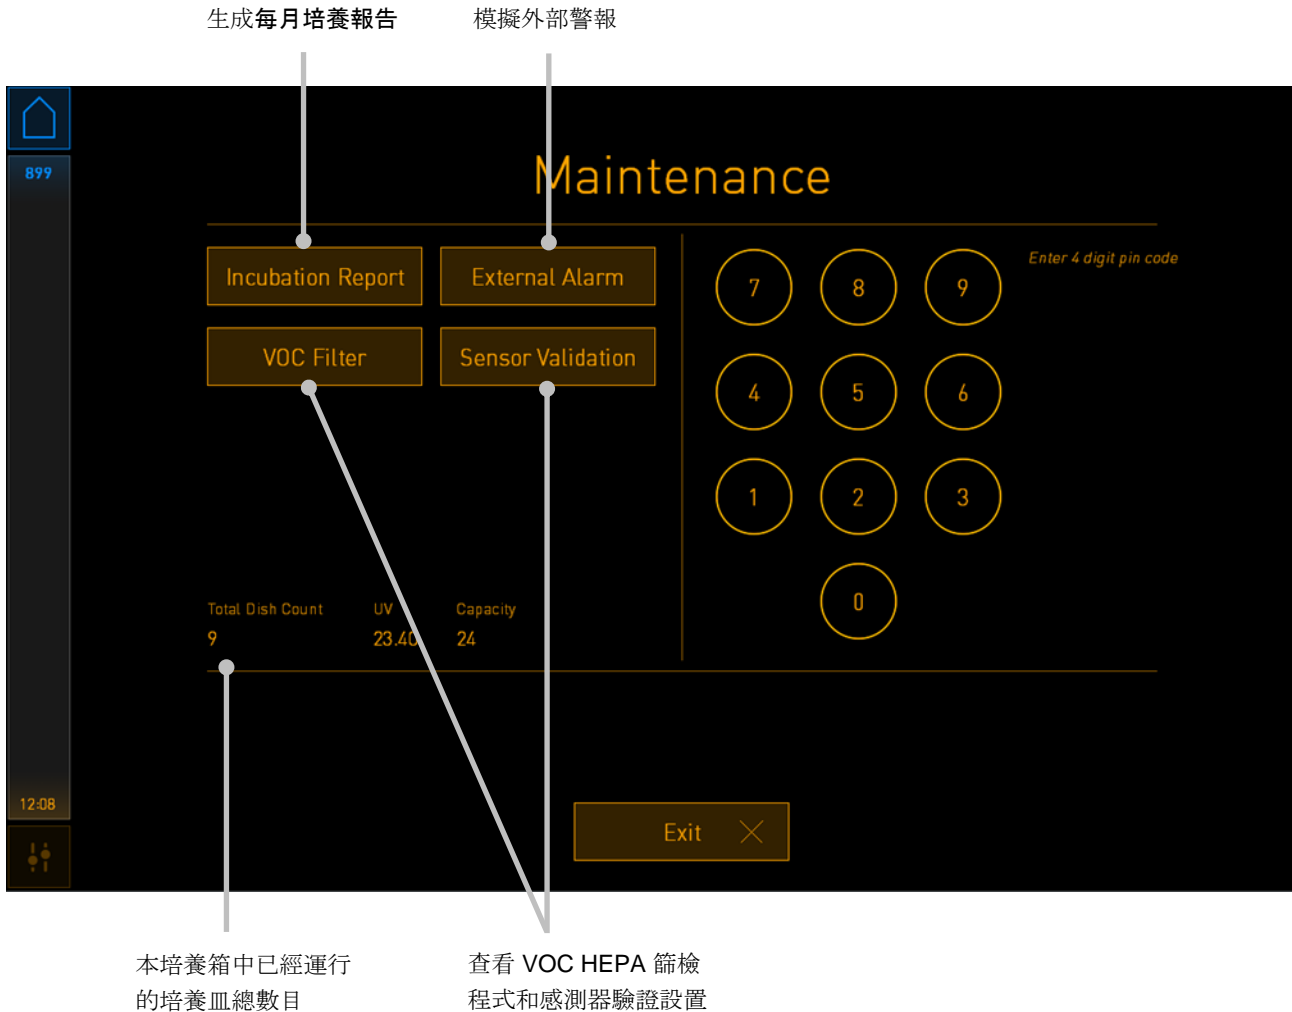 生成每月培養報告
模擬外部警報
899
Maintenance
Incubation Report
External Alarm
VOC Filter
Sensor Validation
7
8
9
Enter 4 digit pin code
4
5
6
1
2
3
0
Total Dish Count
UV
Capacity
9
23.40
24
12:08
Exit
本培養箱中已經運行
的培養皿總數目
查看 VOC HEPA 篩檢
程式和感測器驗證設置